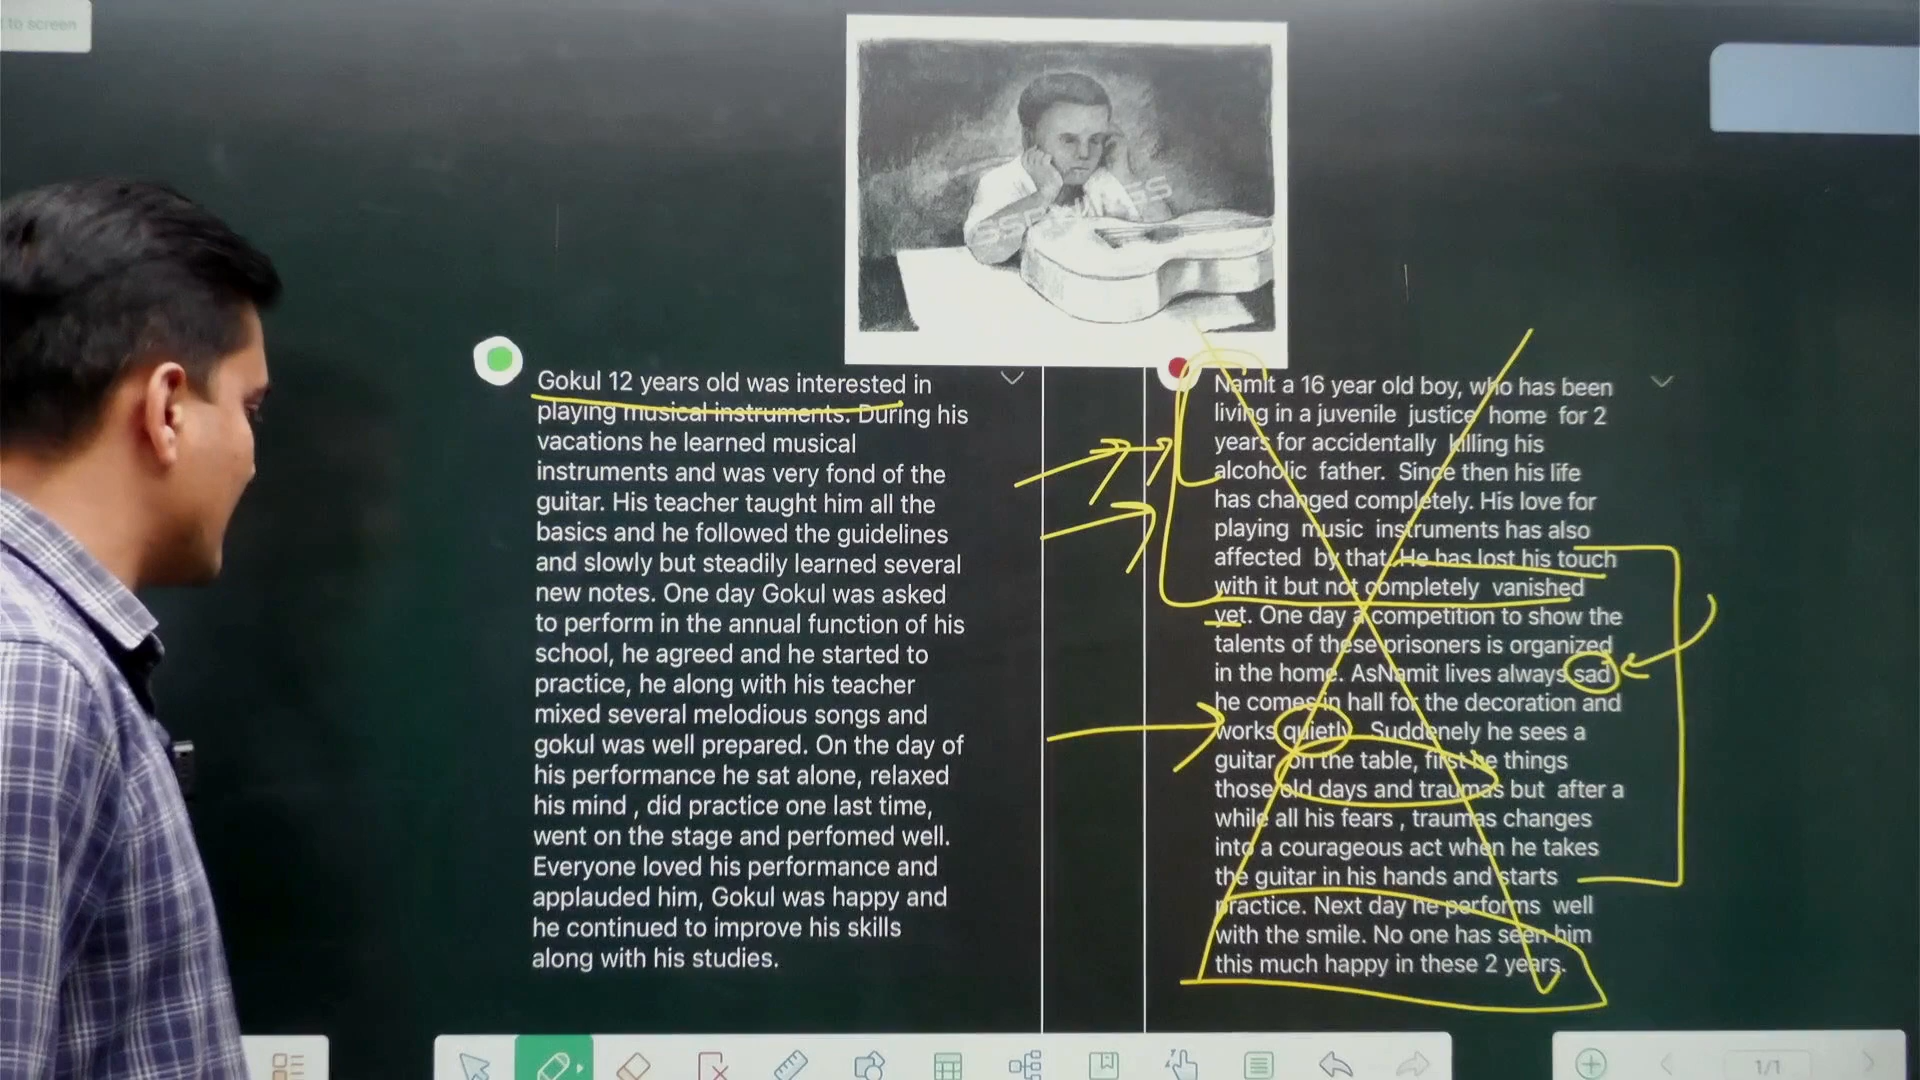 to screen
Gokul 12 years old was interested in
playing musical instruments. During his
vacations he learned musical
instruments and was very fond of the
guitar. His teacher taught him all the
basics and he followed the guidelines
and slowly but steadily learned several
new notes. One day Gokul was asked
to perform in the annual function of his
school, he agreed and he started to
practice, he along with his teacher
mixed several melodious songs and
gokul was well prepared. On the day of
his performance he sat alone, relaxed
his mind , did practice one last time,
went on the stage and perfomed well.
Everyone loved his performance and
applauded him, Gokul was happy and
he continued to improve his skills
along with his studies.
Namit a 16 year old boy, who has been
living in a juvenile justice home for 2
years for accidentally killing his
alcoholic father. Since then his life
has changed completely. His love for
playing music instruments has also
affected by that. He has lost his touch
with it but not completely vanished
yet. One day a competition to show the
talents of these prisoners is organized
in the home. AsNamit lives always sad
he comes in hall for the decoration and
works quietly. Suddenely he sees a
guitar on the table, first he things
those old days and traumas but after a
while all his fears , traumas changes
into a courageous act when he takes
the guitar in his hands and starts
practice. Next day he performs well
with the smile. No one has seen him
this much happy in these 2 years.
1/1